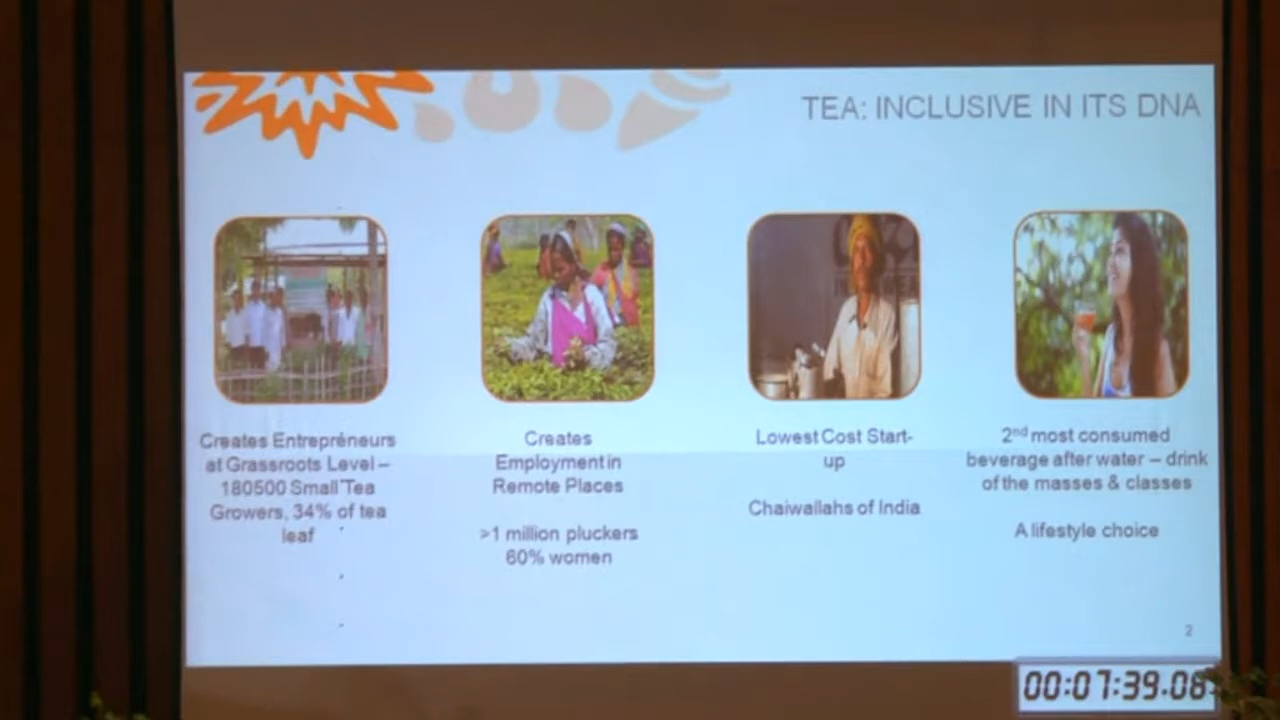 TEA: INCLUSIVE IN ITS DNA
Creates Entrepreneurs
at Grassroots Level –
180500 Small Tea
Growers, 34% of tea
leaf
Creates
Employment in
Remote Places
>1 million pluckers
60% women
Lowest Cost Start-
up
Chaiwallahs of India
2nd most consumed
beverage after water – drink
of the masses & classes
A lifestyle choice
2
00:07:39.08